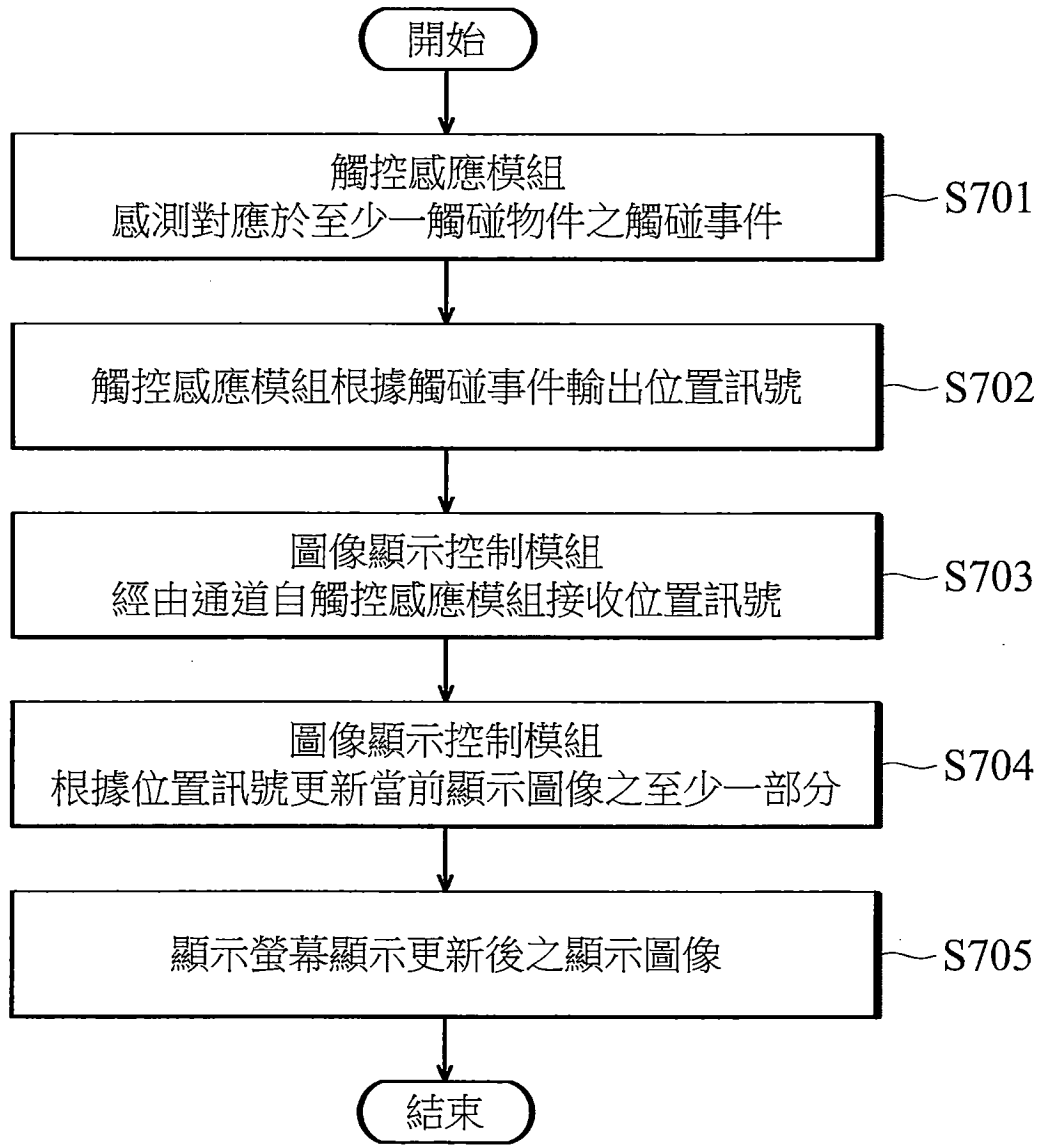 開始
觸控感應模組
感測對應於至少一觸碰物件之觸碰事件
S701
觸控感應模組根據觸碰事件輸出位置訊號
S702
圖像顯示控制模組
經由通道自觸控感應模組接收位置訊號
S703
圖像顯示控制模組
根據位置訊號更新當前顯示圖像之至少一部分
S704
顯示螢幕顯示更新後之顯示圖像
S705
結束